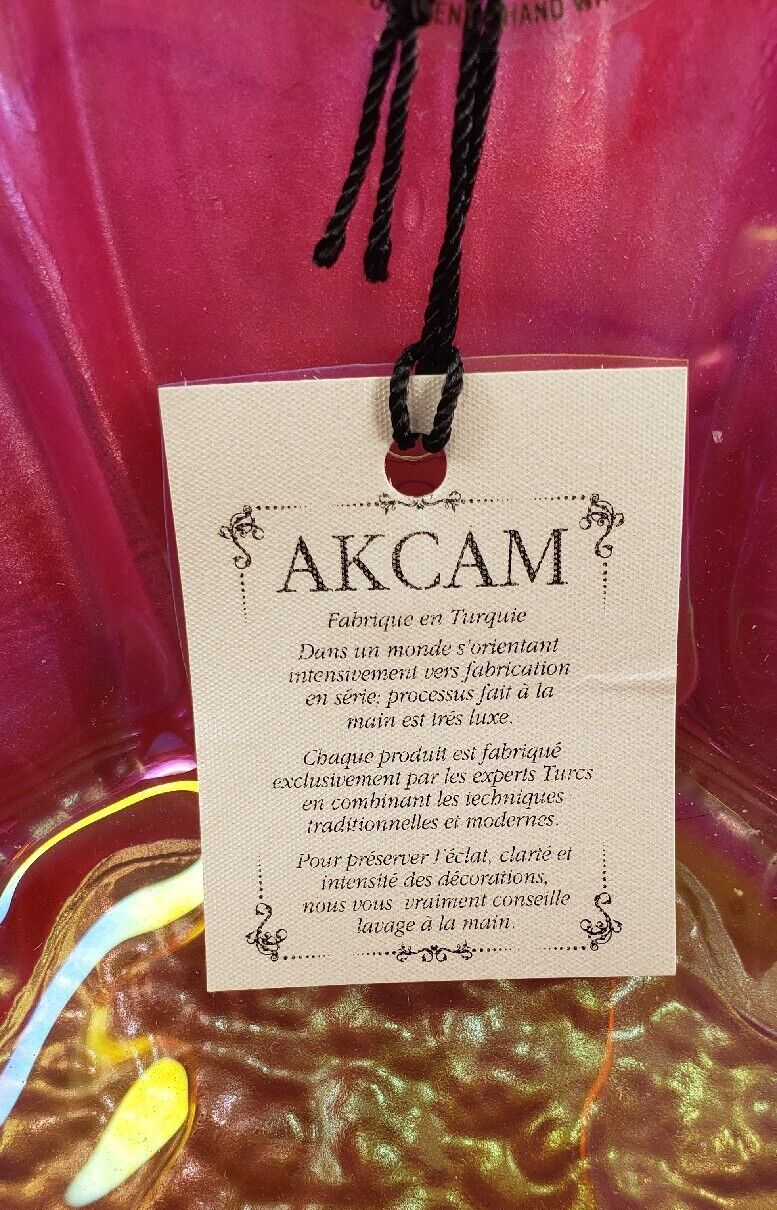 HAND
AKCAM
Fabrique en Turquie
Dans un monde s'orientant
intensivement vers fabrication
en série; processus fait à la
main est trés luxe.
Chaque produit est fabriqué
exclusivement par les experts Turcs
en combinant les techniques
traditionnelles et modernes.
Pour préserver l'éclat, clarté et
intensité des décorations,
nous vous vraiment conseille
lavage à la main.